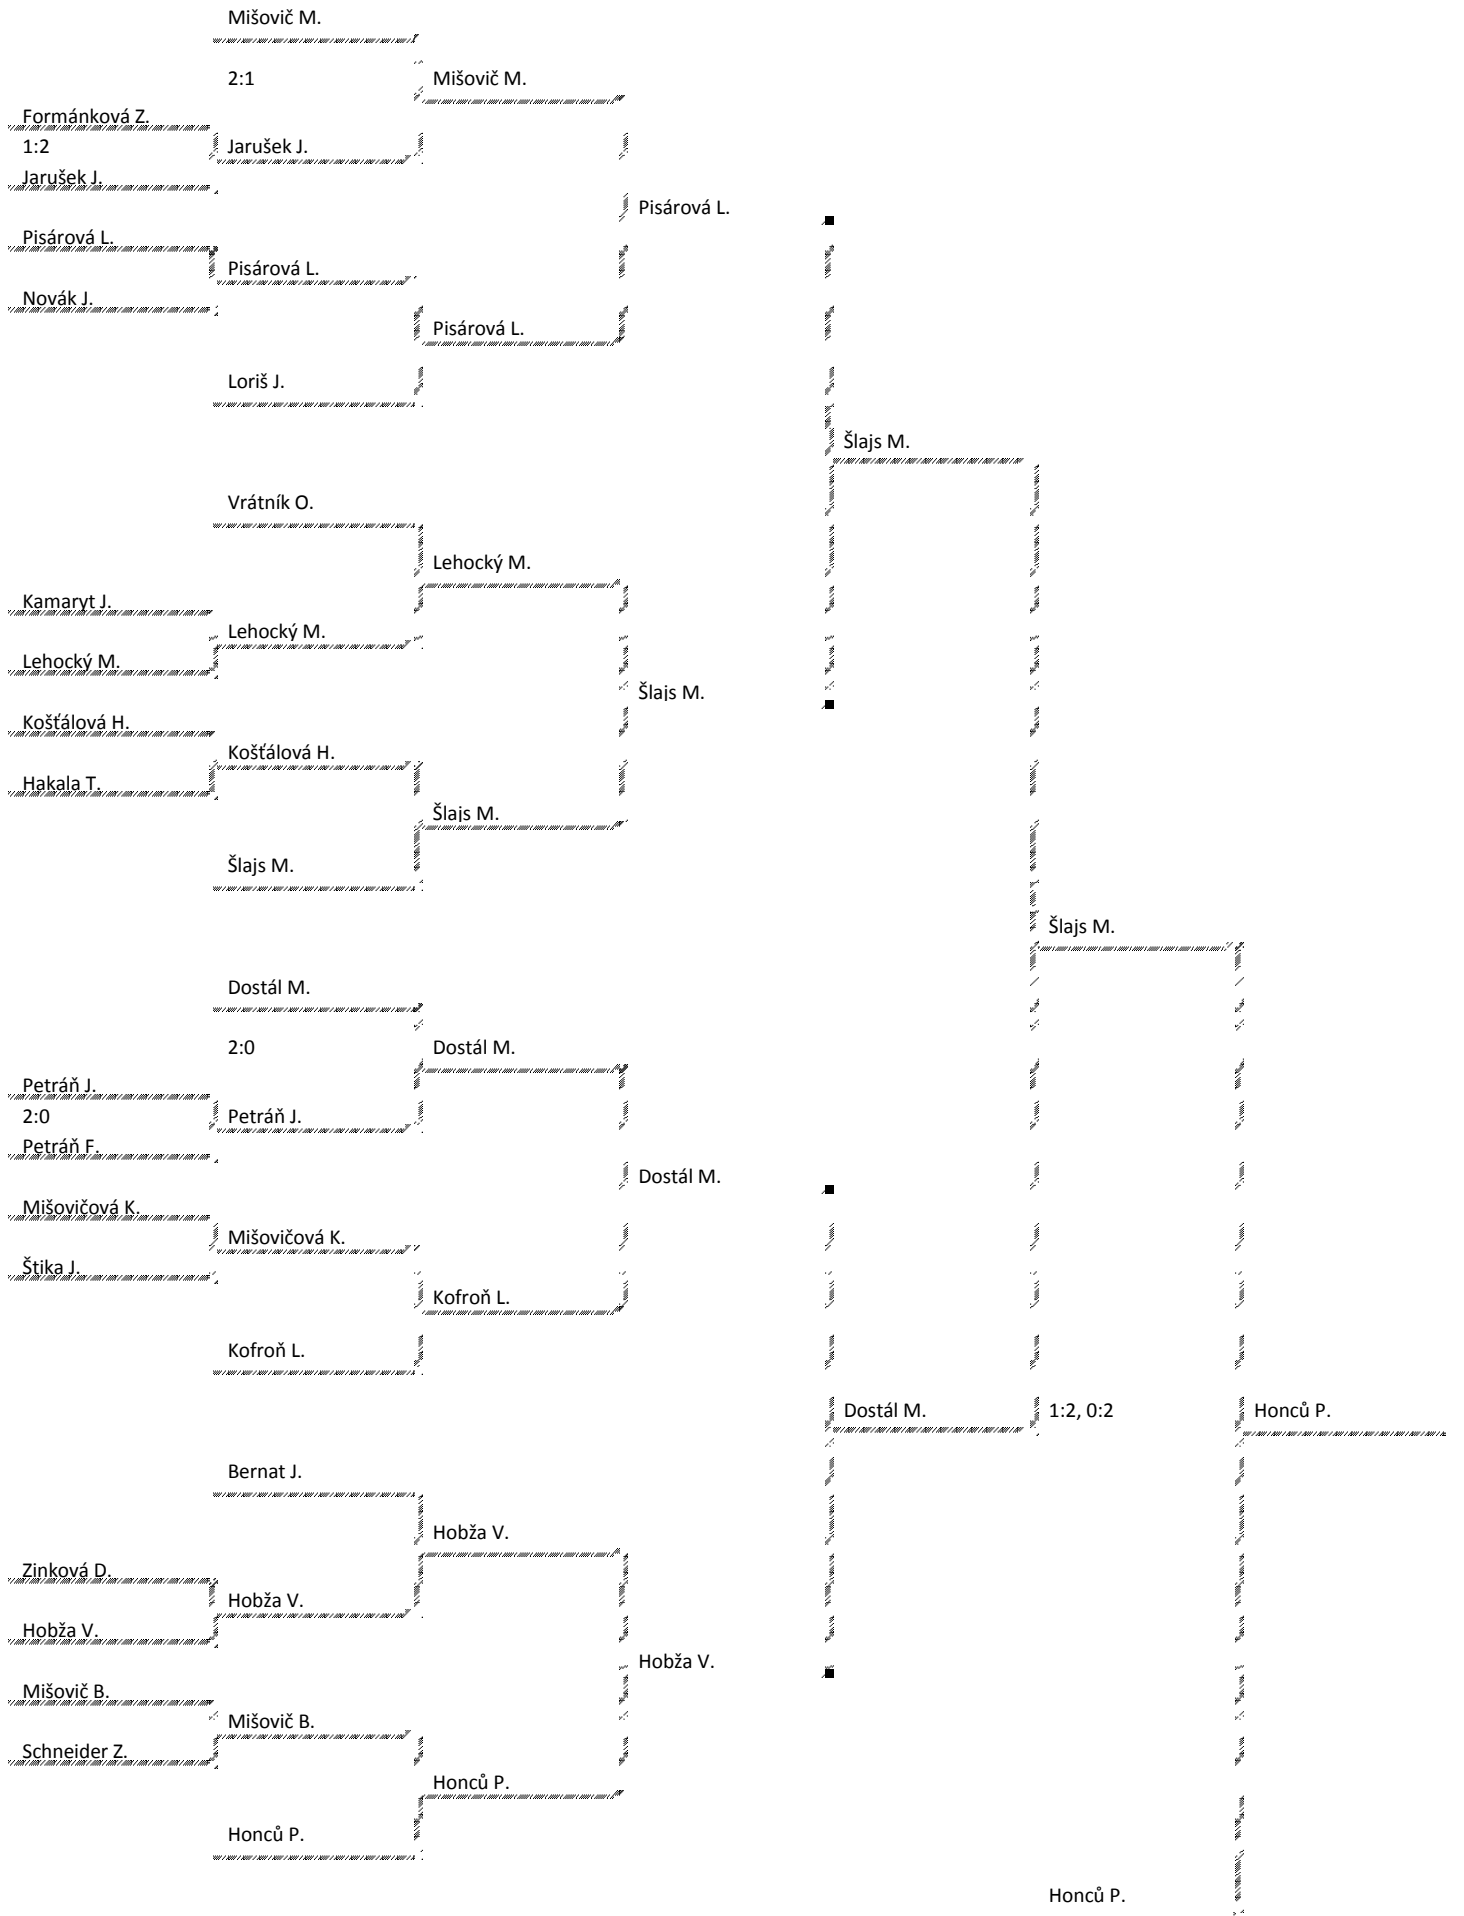 Mišovič M.
2:1
Mišovič M.
Formánková Z.
1:2
Jarušek J.
Jarušek J.
Pisárová L.
Pisárová L.
Pisárová L.
Novák J.
Pisárová L.
Loriš J.
Šlajs M.
Vrátník O.
Lehocký M.
Kamaryt J.
Lehocký M.
Lehocký M.
Šlajs M.
Košťálová H.
Košťálová H.
Hakala T.
Šlajs M.
Šlajs M.
Šlajs M.
Dostál M.
2:0
Dostál M.
Petráň J.
2:0
Petráň J.
Petráň F.
Dostál M.
Mišovičová K.
Mišovičová K.
Štika J.
Kofroň L.
Kofroň L.
Dostál M.
1:2, 0:2
Honců P.
Bernat J.
Hobža V.
Zinková D.
Hobža V.
Hobža V.
Hobža V.
Mišovič B.
Mišovič B.
Schneider Z.
Honců P.
Honců P.
Honců P.